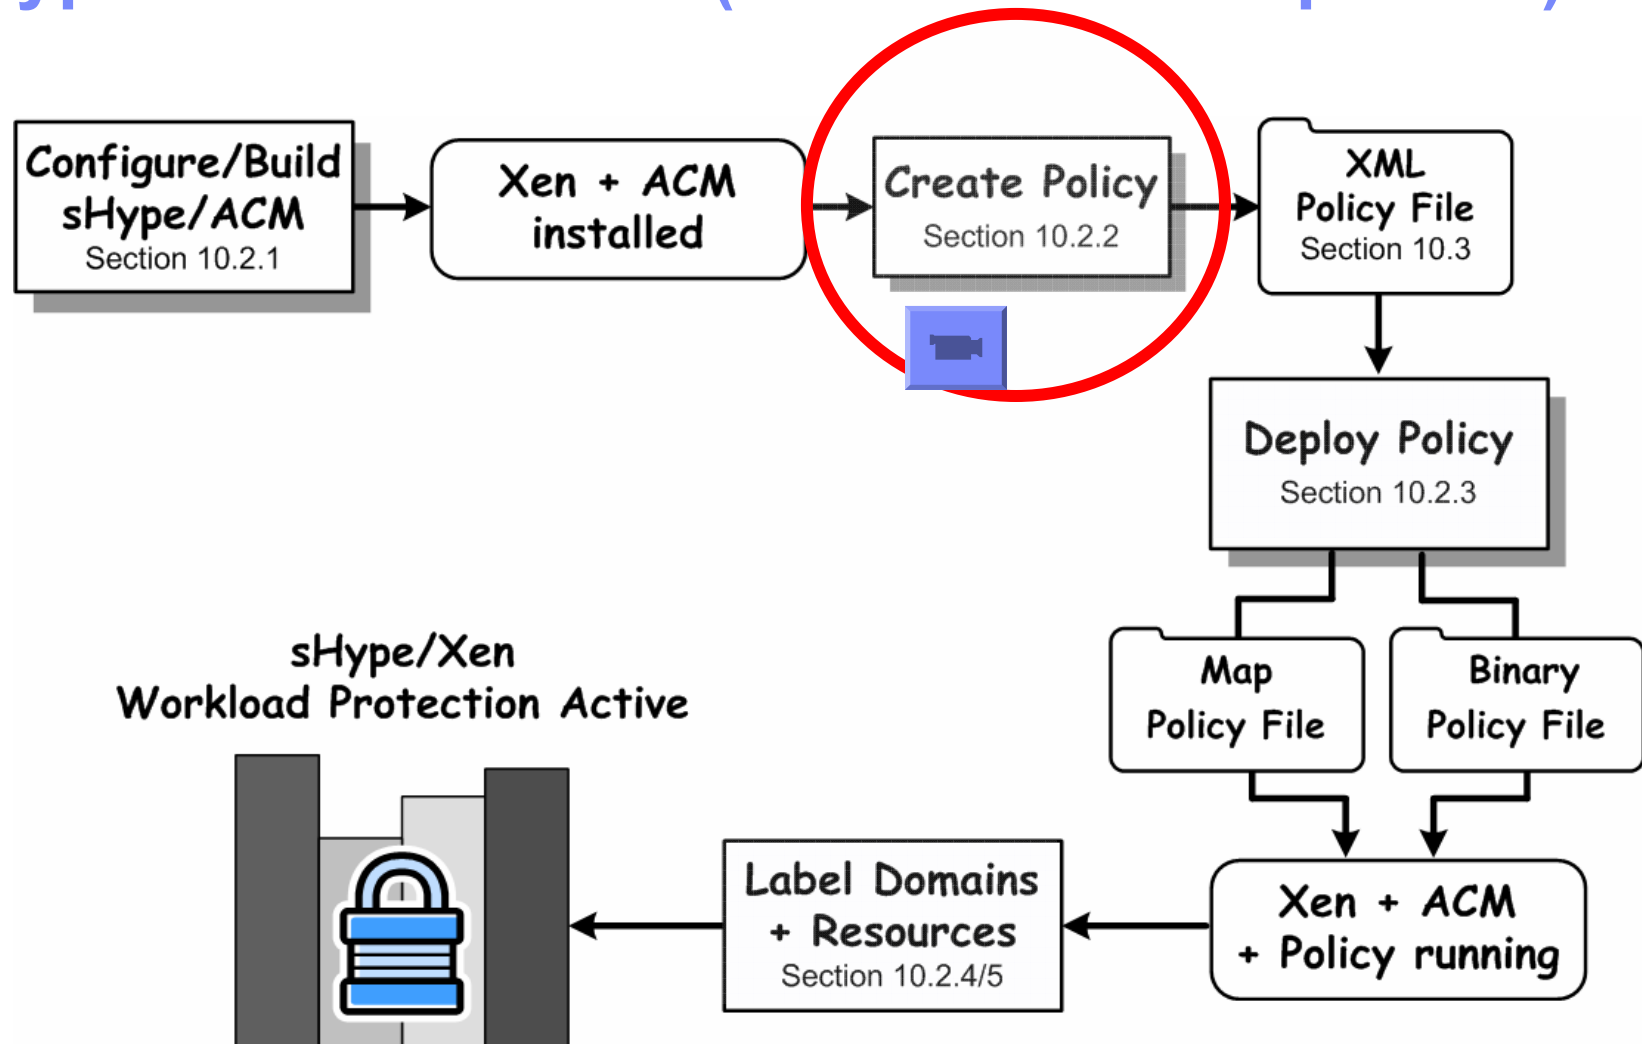 Configure/Build
sHype/ACM
Section 10.2.1
Xen + ACM
installed
Create Policy
Section 10.2.2
XML
Policy File
Section 10.3
Deploy Policy
Section 10.2.3
Map
Policy File
Binary
Policy File
Xen + ACM
+ Policy running
Label Domains
+ Resources
Section 10.2.4/5
sHype/Xen
Workload Protection Active